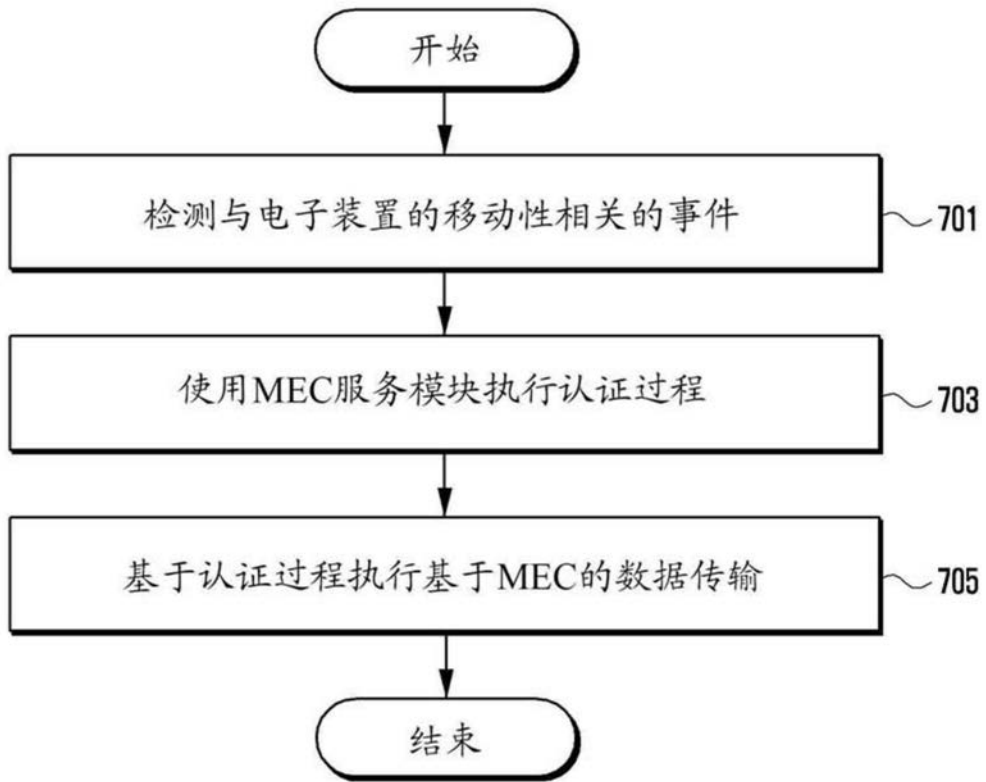 开始
检测与电子装置的移动性相关的事件
701
使用MEC服务模块执行认证过程
703
基于认证过程执行基于MEC的数据传输
705
结束